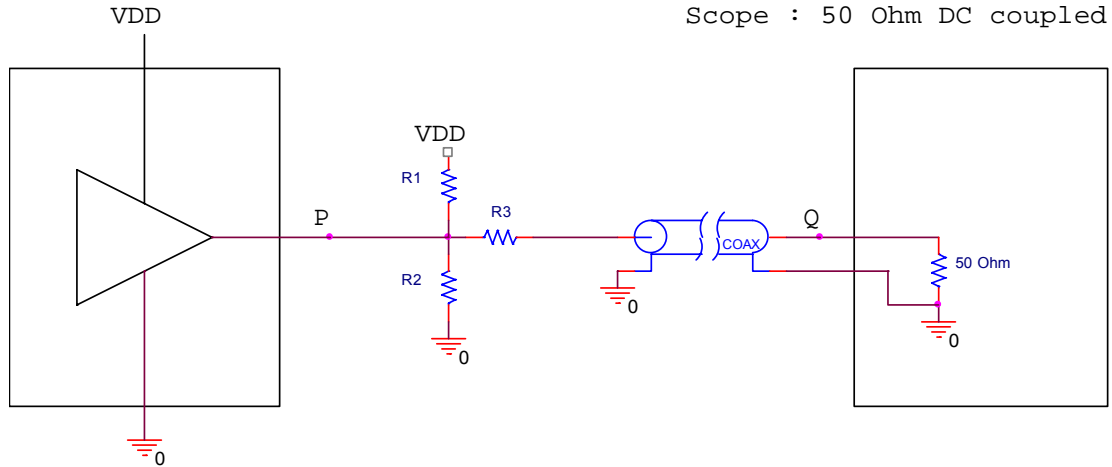 VDD
Scope : 50 Ohm DC coupled
VDD
R1
P
R3
Q
COAX
50 Ohm
R2
0
0
0
0